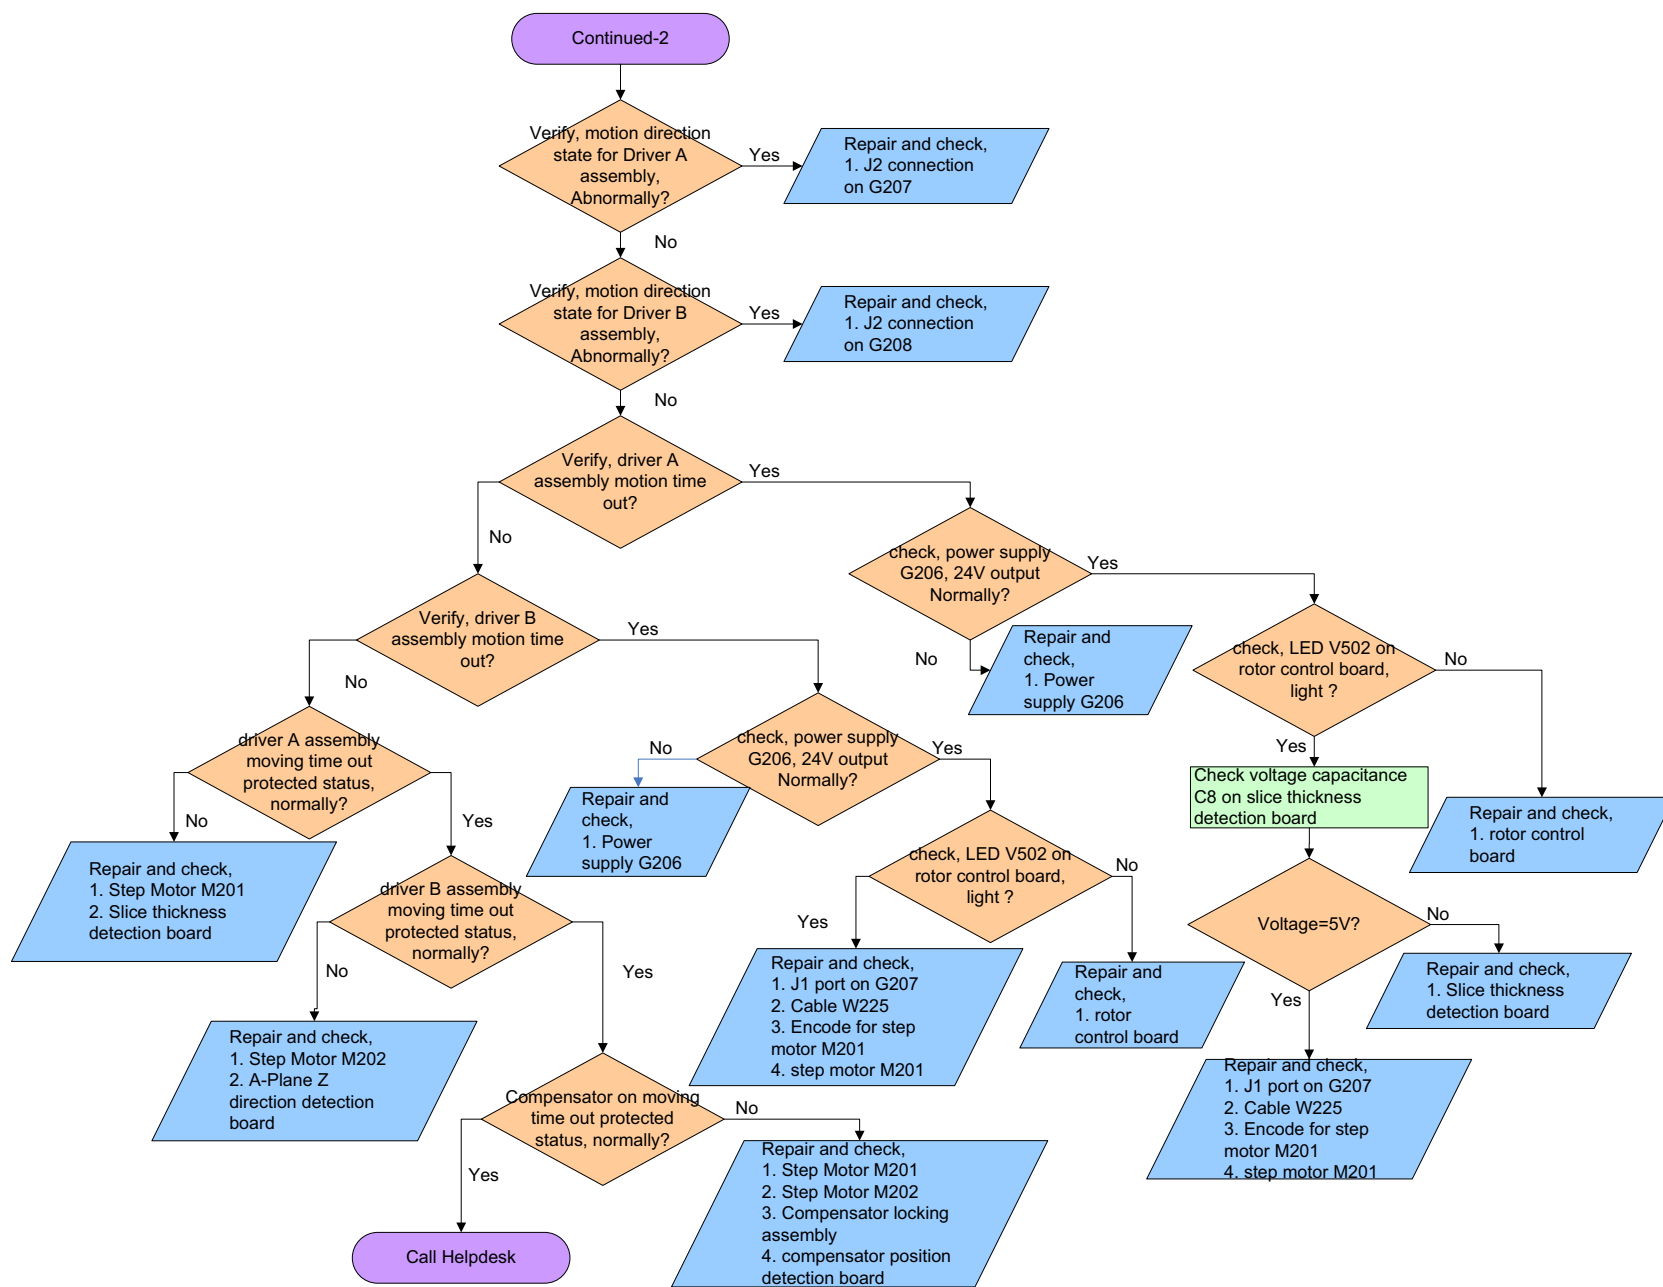 Continued-2
Verify, motion direction
state for Driver A
assembly,
Abnormally?
Yes
Repair and check,
1. J2 connection
on G207
No
Verify, motion direction
state for Driver B
assembly,
Abnormally?
Yes
Repair and check,
1. J2 connection
on G208
No
Verify, driver A
assembly motion time
out?
Yes
No
check, power supply
G206, 24V output
Normally?
Yes
No
Repair and
check,
1. Power
supply G206
check, LED V502 on
rotor control board,
light ?
No
Yes
Repair and check,
1. rotor control
board
Check voltage capacitance
C8 on slice thickness
detection board
Voltage=5V?
No
Repair and check,
1. Slice thickness
detection board
Yes
Repair and check,
1. J1 port on G207
2. Cable W225
3. Encode for step
motor M201
4. step motor M201
Verify, driver B
assembly motion time
out?
Yes
No
check, power supply
G206, 24V output
Normally?
No
Yes
Repair and
check,
1. Power
supply G206
check, LED V502 on
rotor control board,
light ?
No
Yes
Repair and check,
1. J1 port on G207
2. Cable W225
3. Encode for step
motor M201
4. step motor M201
Repair and
check,
1. rotor
control board
driver A assembly
moving time out
protected status,
normally?
No
Yes
Repair and check,
1. Step Motor M201
2. Slice thickness
detection board
driver B assembly
moving time out
protected status,
normally?
No
Yes
Repair and check,
1. Step Motor M202
2. A-Plane Z
direction detection
board
Compensator on moving
time out protected
status, normally?
No
Yes
Repair and check,
1. Step Motor M201
2. Step Motor M202
3. Compensator locking
assembly
4. compensator position
detection board
Call Helpdesk